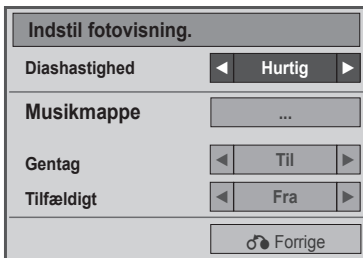 Indstil fotovisning.
Diashastighed ◀ Hurtig ▶
Musikmappe ...
Gentag ◀ Til ▶
Tilfældigt ◀ Fra ▶
Forrige